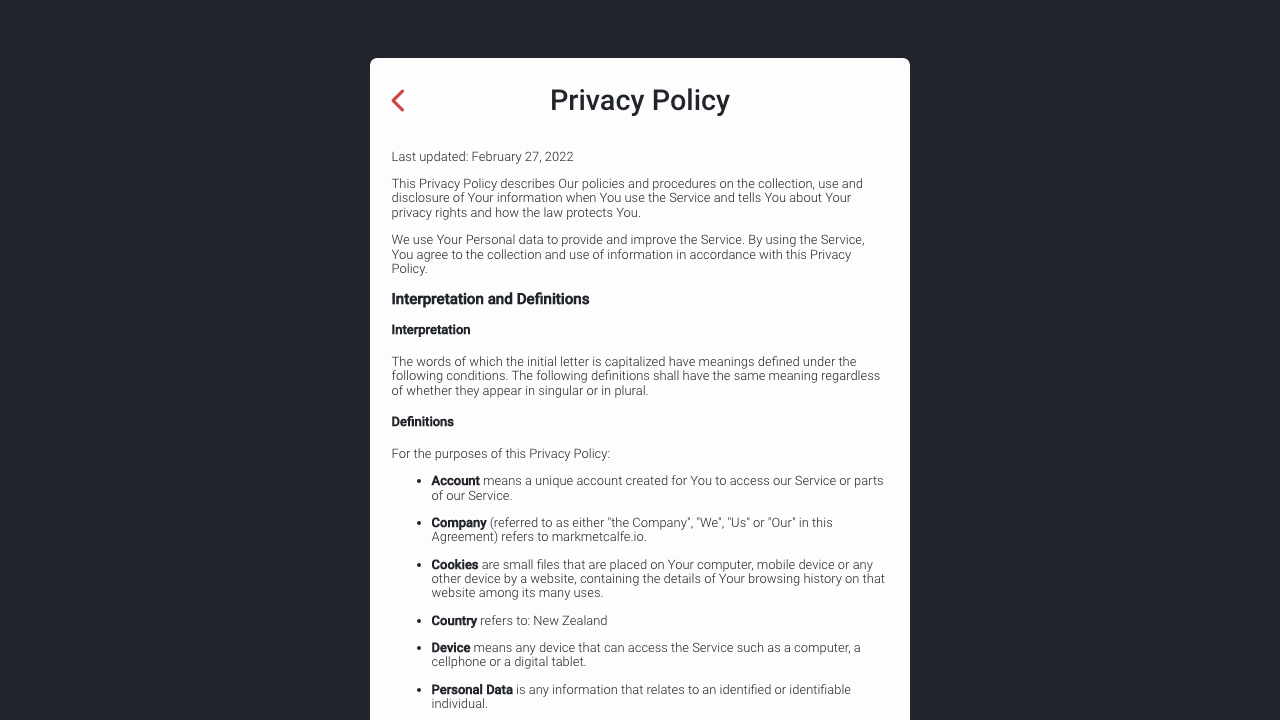 Privacy Policy
Last updated: February 27, 2022
This Privacy Policy describes Our policies and procedures on the collection, use and
disclosure of Your information when You use the Service and tells You about Your
privacy rights and how the law protects You.
We use Your Personal data to provide and improve the Service. By using the Service,
You agree to the collection and use of information in accordance with this Privacy
Policy.
Interpretation and Definitions
Interpretation
The words of which the initial letter is capitalized have meanings defined under the
following conditions. The following definitions shall have the same meaning regardless
of whether they appear in singular or in plural.
Definitions
For the purposes of this Privacy Policy:
• Account means a unique account created for You to access our Service or parts
of our Service.
• Company (referred to as either "the Company", "We", "Us" or "Our" in this
Agreement) refers to markmetcalfe.io.
• Cookies are small files that are placed on Your computer, mobile device or any
other device by a website, containing the details of Your browsing history on that
website among its many uses.
• Country refers to: New Zealand
• Device means any device that can access the Service such as a computer, a
cellphone or a digital tablet.
• Personal Data is any information that relates to an identified or identifiable
individual.